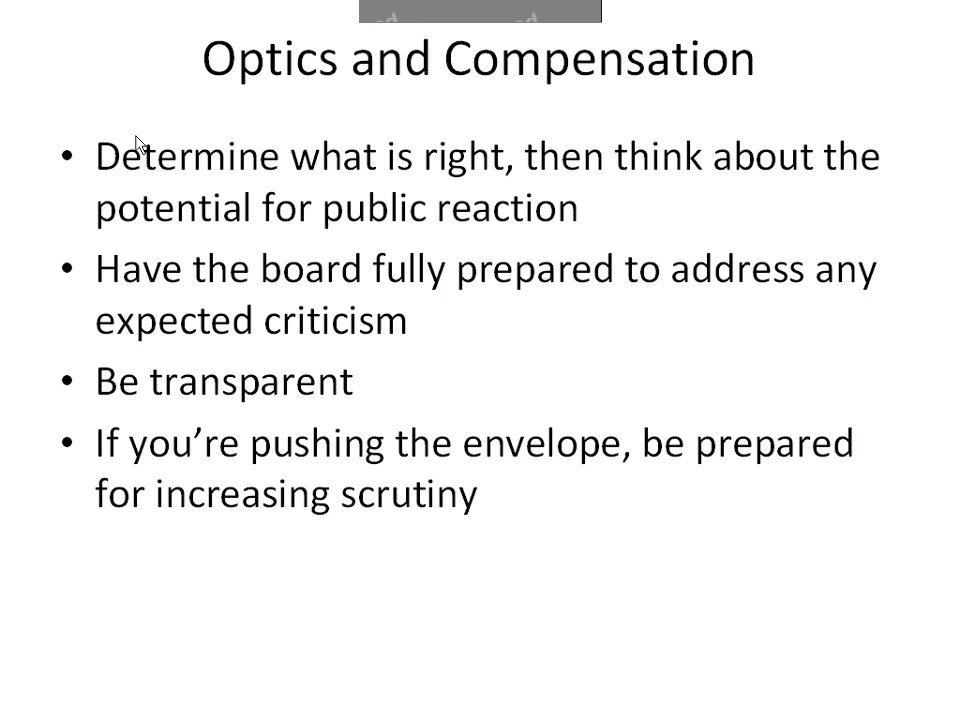 Optics and Compensation
• Determine what is right, then think about the
potential for public reaction
• Have the board fully prepared to address any
expected criticism
• Be transparent
• If you’re pushing the envelope, be prepared
for increasing scrutiny